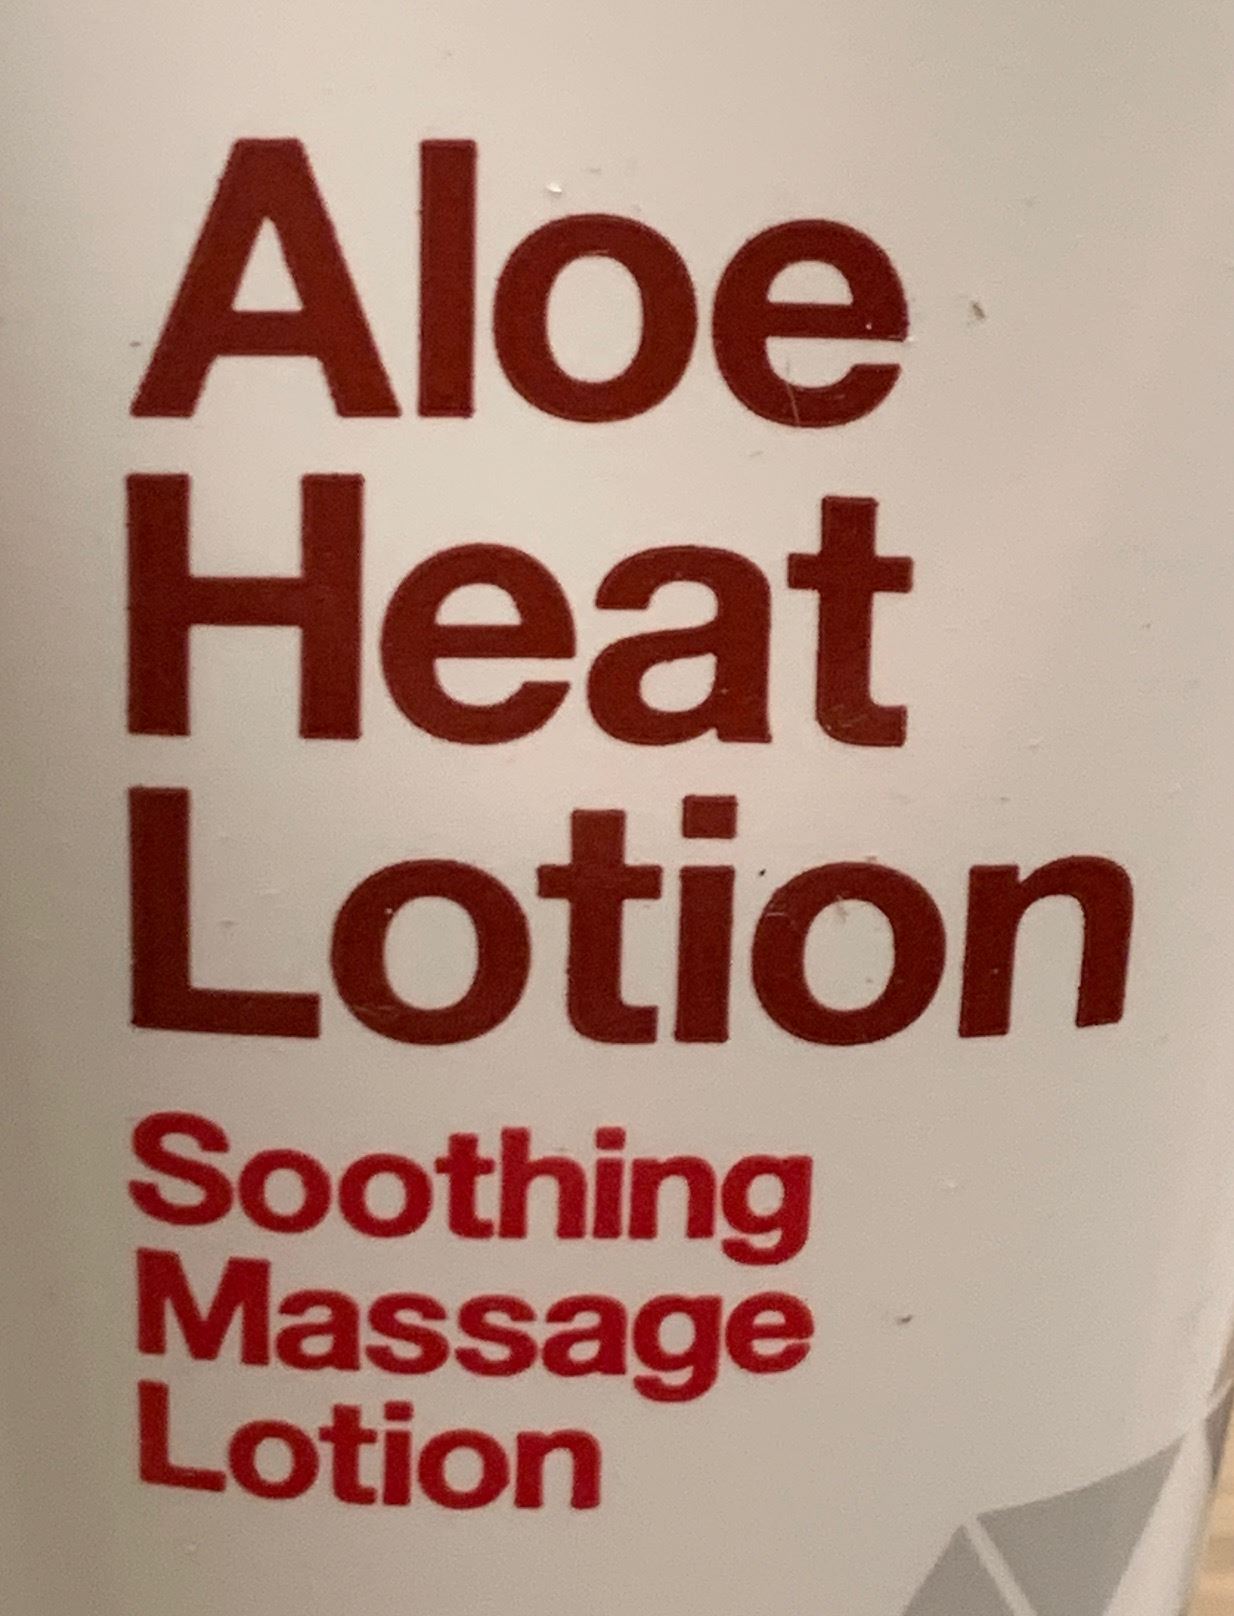 Aloe
Heat
Lotion
Soothing
Massage
Lotion